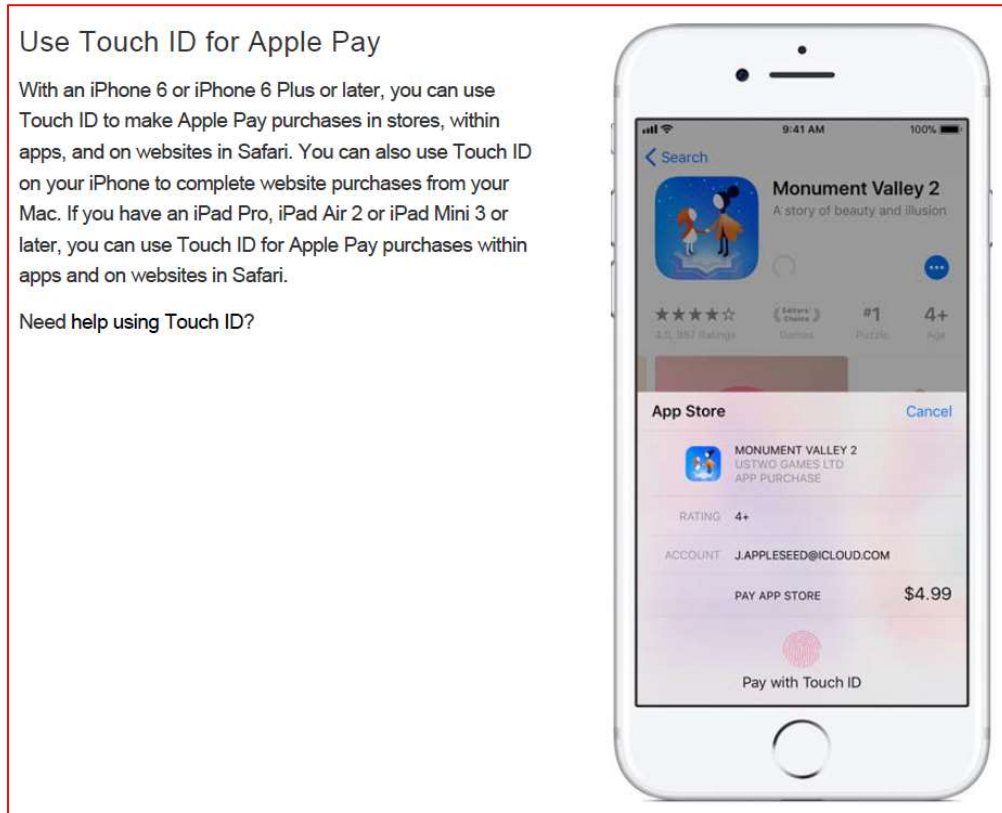 Use Touch ID for Apple Pay
With an iPhone 6 or iPhone 6 Plus or later, you can use
Touch ID to make Apple Pay purchases in stores, within
apps, and on websites in Safari. You can also use Touch ID
on your iPhone to complete website purchases from your
Mac. If you have an iPad Pro, iPad Air 2 or iPad Mini 3 or
later, you can use Touch ID for Apple Pay purchases within
apps and on websites in Safari.
Need help using Touch ID?
9:41 AM 100%
Search
Monument Valley 2
A story of beauty and illusion
Editors' Choice #1 4+
Ratings Games Puzzle Age
App Store Cancel
MONUMENT VALLEY 2
USTWO GAMES LTD
APP PURCHASE
RATING 4+
ACCOUNT J.APPLESEED@ICLOUD.COM
PAY APP STORE $4.99
Pay with Touch ID